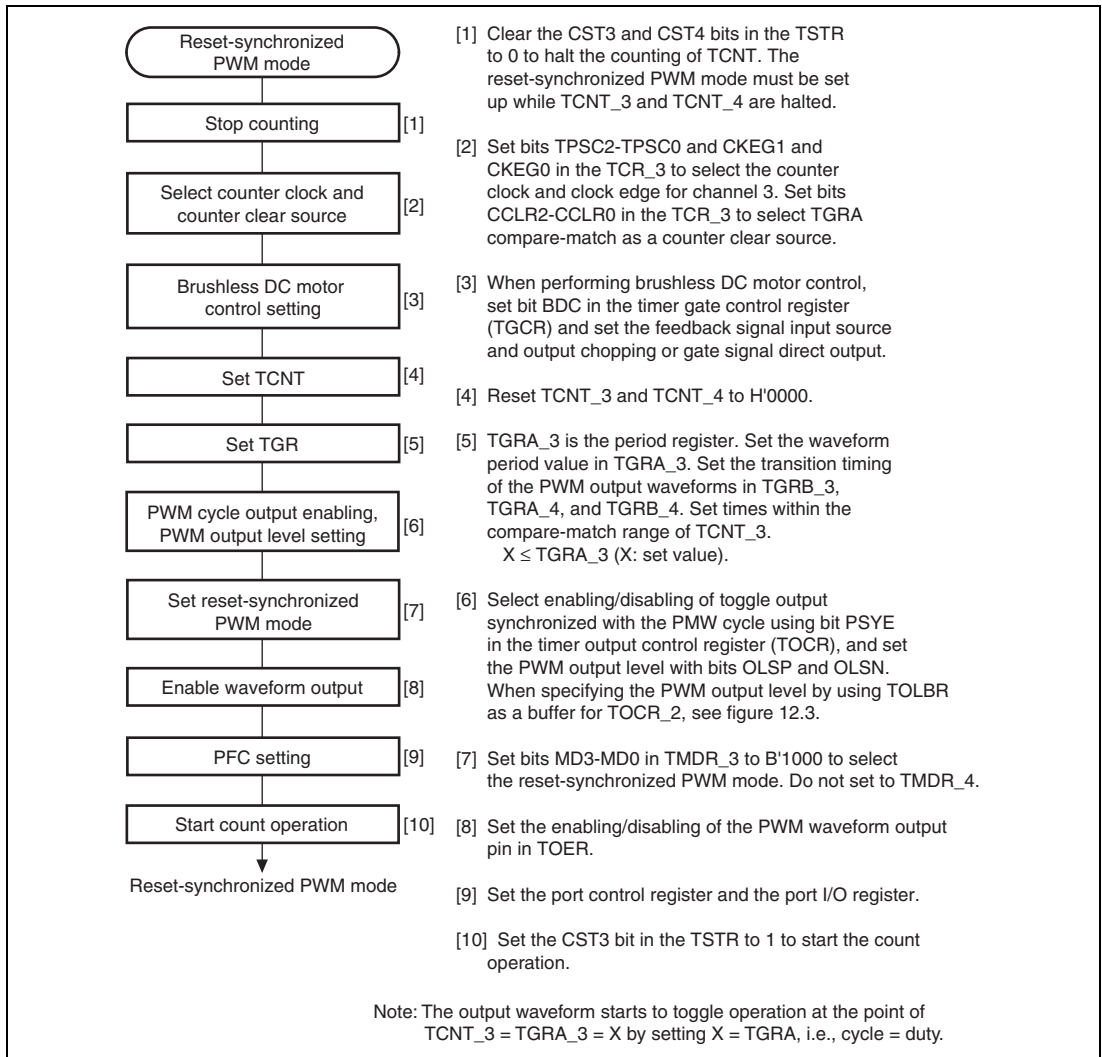 Reset-synchronized
PWM mode
Stop counting
[1]
Select counter clock and
counter clear source
[2]
Brushless DC motor
control setting
[3]
Set TCNT
[4]
Set TGR
[5]
PWM cycle output enabling,
PWM output level setting
[6]
Set reset-synchronized
PWM mode
[7]
Enable waveform output
[8]
PFC setting
[9]
Start count operation
[10]
Reset-synchronized PWM mode
[1] Clear the CST3 and CST4 bits in the TSTR
to 0 to halt the counting of TCNT. The
reset-synchronized PWM mode must be set
up while TCNT_3 and TCNT_4 are halted.
[2] Set bits TPSC2-TPSC0 and CKEG1 and
CKEG0 in the TCR_3 to select the counter
clock and clock edge for channel 3. Set bits
CCLR2-CCLR0 in the TCR_3 to select TGRA
compare-match as a counter clear source.
[3] When performing brushless DC motor control,
set bit BDC in the timer gate control register
(TGCR) and set the feedback signal input source
and output chopping or gate signal direct output.
[4] Reset TCNT_3 and TCNT_4 to H'0000.
[5] TGRA_3 is the period register. Set the waveform
period value in TGRA_3. Set the transition timing
of the PWM output waveforms in TGRB_3,
TGRA_4, and TGRB_4. Set times within the
compare-match range of TCNT_3.
X ≤ TGRA_3 (X: set value).
[6] Select enabling/disabling of toggle output
synchronized with the PMW cycle using bit PSYE
in the timer output control register (TOCR), and set
the PWM output level with bits OLSP and OLSN.
When specifying the PWM output level by using TOLBR
as a buffer for TOCR_2, see figure 12.3.
[7] Set bits MD3-MD0 in TMDR_3 to B'1000 to select
the reset-synchronized PWM mode. Do not set to TMDR_4.
[8] Set the enabling/disabling of the PWM waveform output
pin in TOER.
[9] Set the port control register and the port I/O register.
[10] Set the CST3 bit in the TSTR to 1 to start the count
operation.
Note: The output waveform starts to toggle operation at the point of
TCNT_3 = TGRA_3 = X by setting X = TGRA, i.e., cycle = duty.